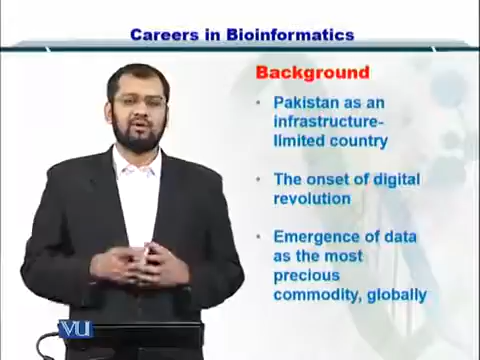 Careers in Bioinformatics
Background
• Pakistan as an
infrastructure-
limited country
• The onset of digital
revolution
• Emergence of data
as the most
precious
commodity, globally
VU